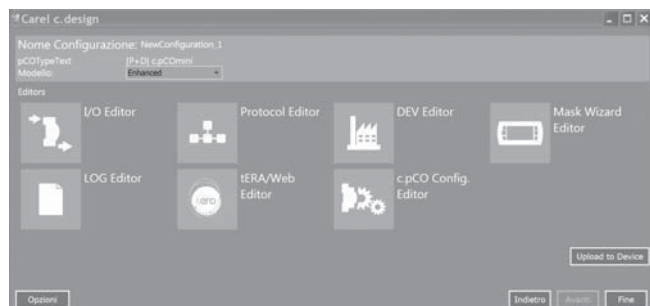 Carel c.design
Nome Configurazione: NewConfiguration_1
pCOTypeText [P+D] c.pCOmini
Modello: Enhanced
Editors
I/O Editor
Protocol Editor
DEV Editor
Mask Wizard
Editor
LOG Editor
tERA/Web
Editor
c.pCO Config.
Editor
Upload to Device
Opzioni
Indietro
Avanti
Fine